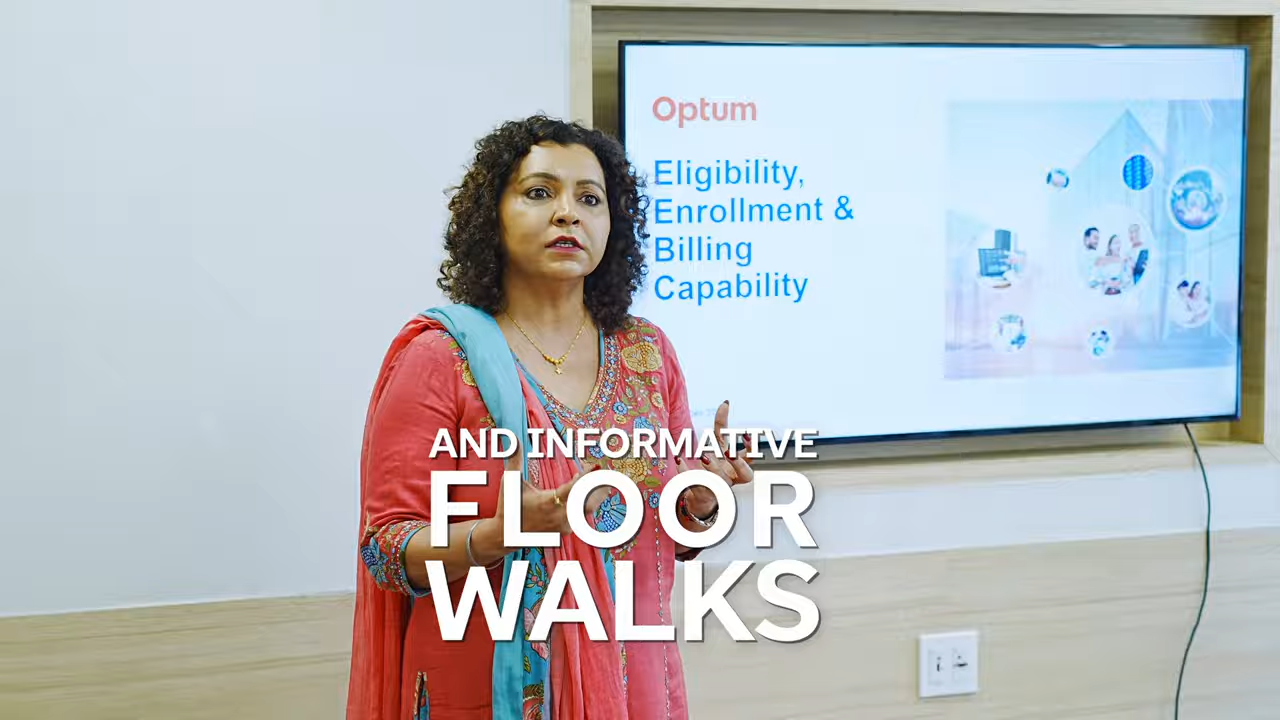 Optum
Eligibility,
Enrollment &
Billing
Capability
AND INFORMATIVE
FLOOR
WALKS